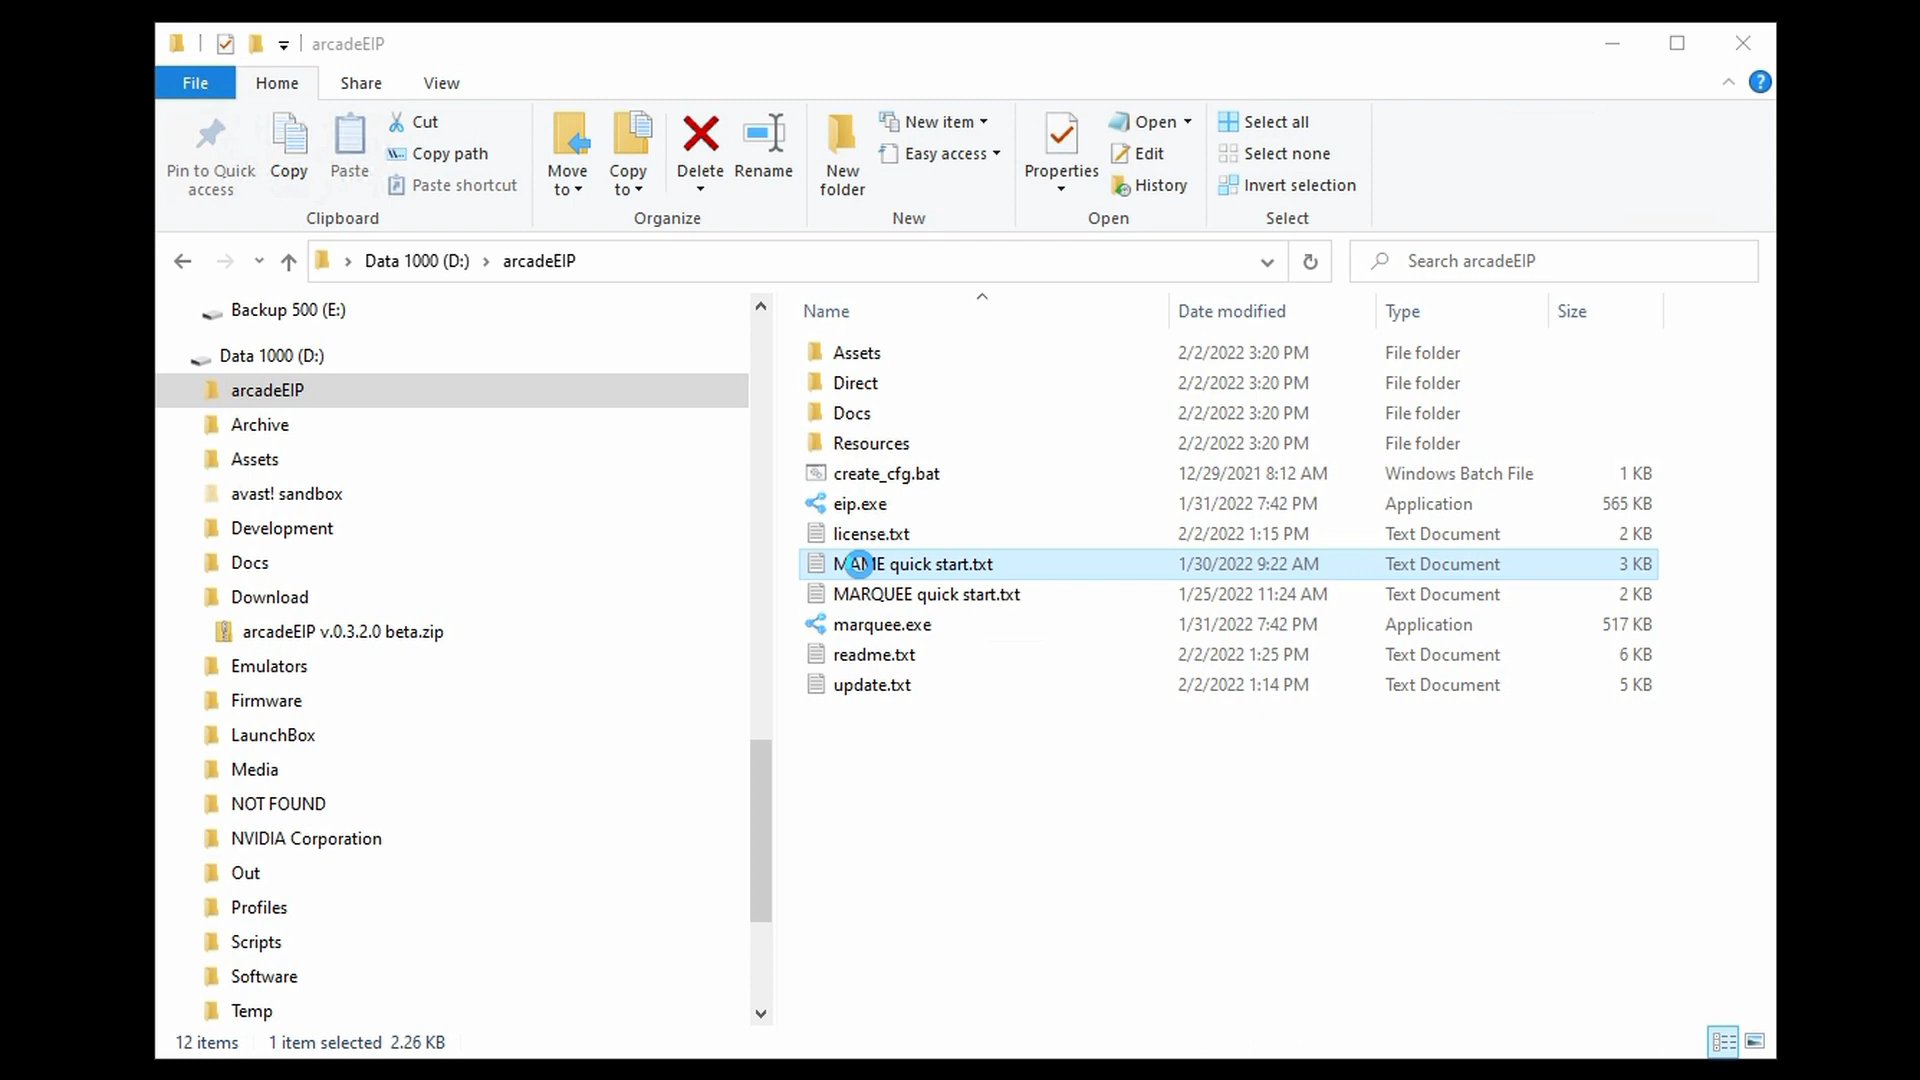 arcadeEIP
File Home Share View
Pin to Quick access
Copy
Paste
Cut
Copy path
Paste shortcut
Clipboard
Move to
Copy to
Delete
Rename
Organize
New folder
New item
Easy access
New
Properties
Open
Edit
History
Open
Select all
Select none
Invert selection
Select
Data 1000 (D:) arcadeEIP
Search arcadeEIP
Backup 500 (E:)
Data 1000 (D:)
arcadeEIP
Archive
Assets
avast! sandbox
Development
Docs
Download
arcadeEIP v.0.3.2.0 beta.zip
Emulators
Firmware
LaunchBox
Media
NOT FOUND
NVIDIA Corporation
Out
Profiles
Scripts
Software
Temp
Name Date modified Type Size
Assets 2/2/2022 3:20 PM File folder
Direct 2/2/2022 3:20 PM File folder
Docs 2/2/2022 3:20 PM File folder
Resources 2/2/2022 3:20 PM File folder
create_cfg.bat 12/29/2021 8:12 AM Windows Batch File 1 KB
eip.exe 1/31/2022 7:42 PM Application 565 KB
license.txt 2/2/2022 1:15 PM Text Document 2 KB
MAME quick start.txt 1/30/2022 9:22 AM Text Document 3 KB
MARQUEE quick start.txt 1/25/2022 11:24 AM Text Document 2 KB
marquee.exe 1/31/2022 7:42 PM Application 517 KB
readme.txt 2/2/2022 1:25 PM Text Document 6 KB
update.txt 2/2/2022 1:14 PM Text Document 5 KB
12 items 1 item selected 2.26 KB